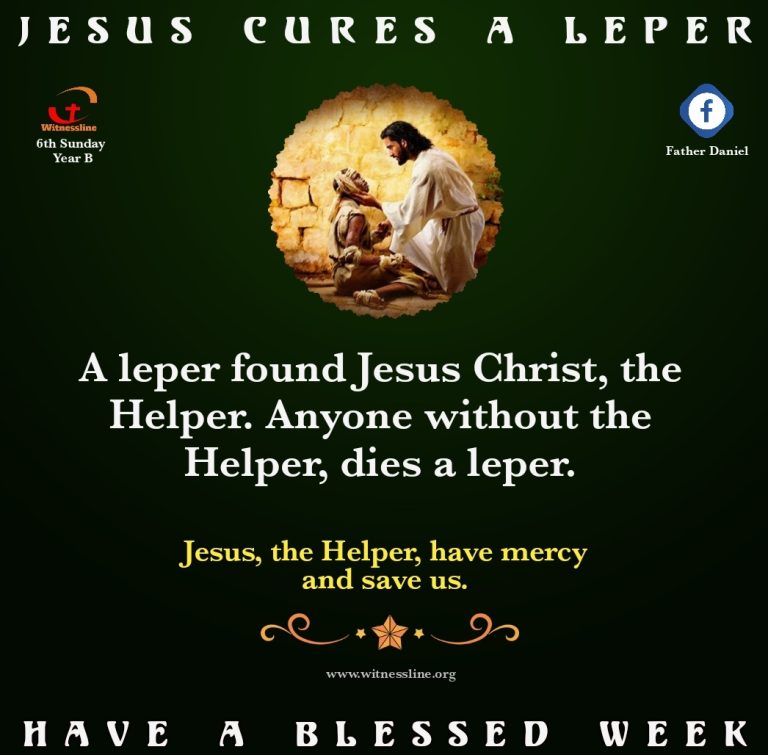 JESUS CURES A LEPER
Witnessline
6th Sunday
Year B
f
Father Daniel
A leper found Jesus Christ, the
Helper. Anyone without the
Helper, dies a leper.
Jesus, the Helper, have mercy
and save us.
www.witnessline.org
HAVE A BLESSED WEEK